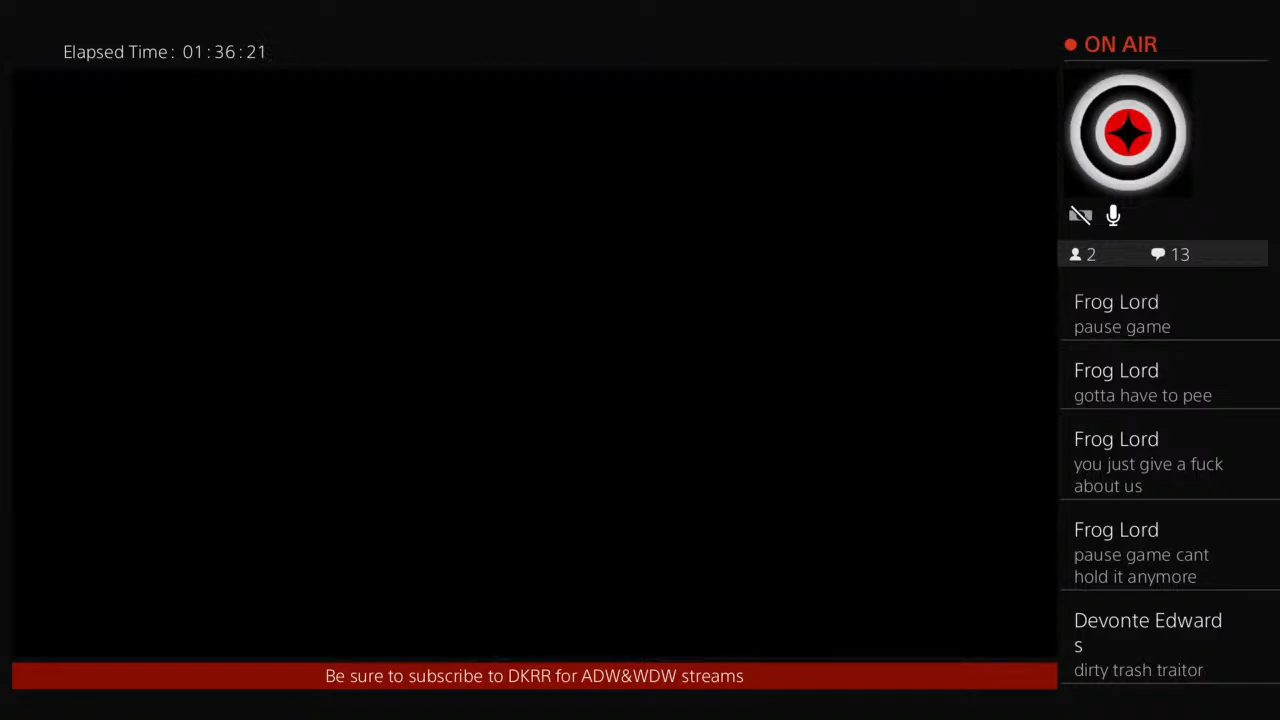 Elapsed Time: 01:36:21
ON AIR
2 13
Frog Lord
pause game
Frog Lord
gotta have to pee
Frog Lord
you just give a fuck
about us
Frog Lord
pause game cant
hold it anymore
Devonte Edward
s
dirty trash traitor
Be sure to subscribe to DKRR for ADW&WDW streams